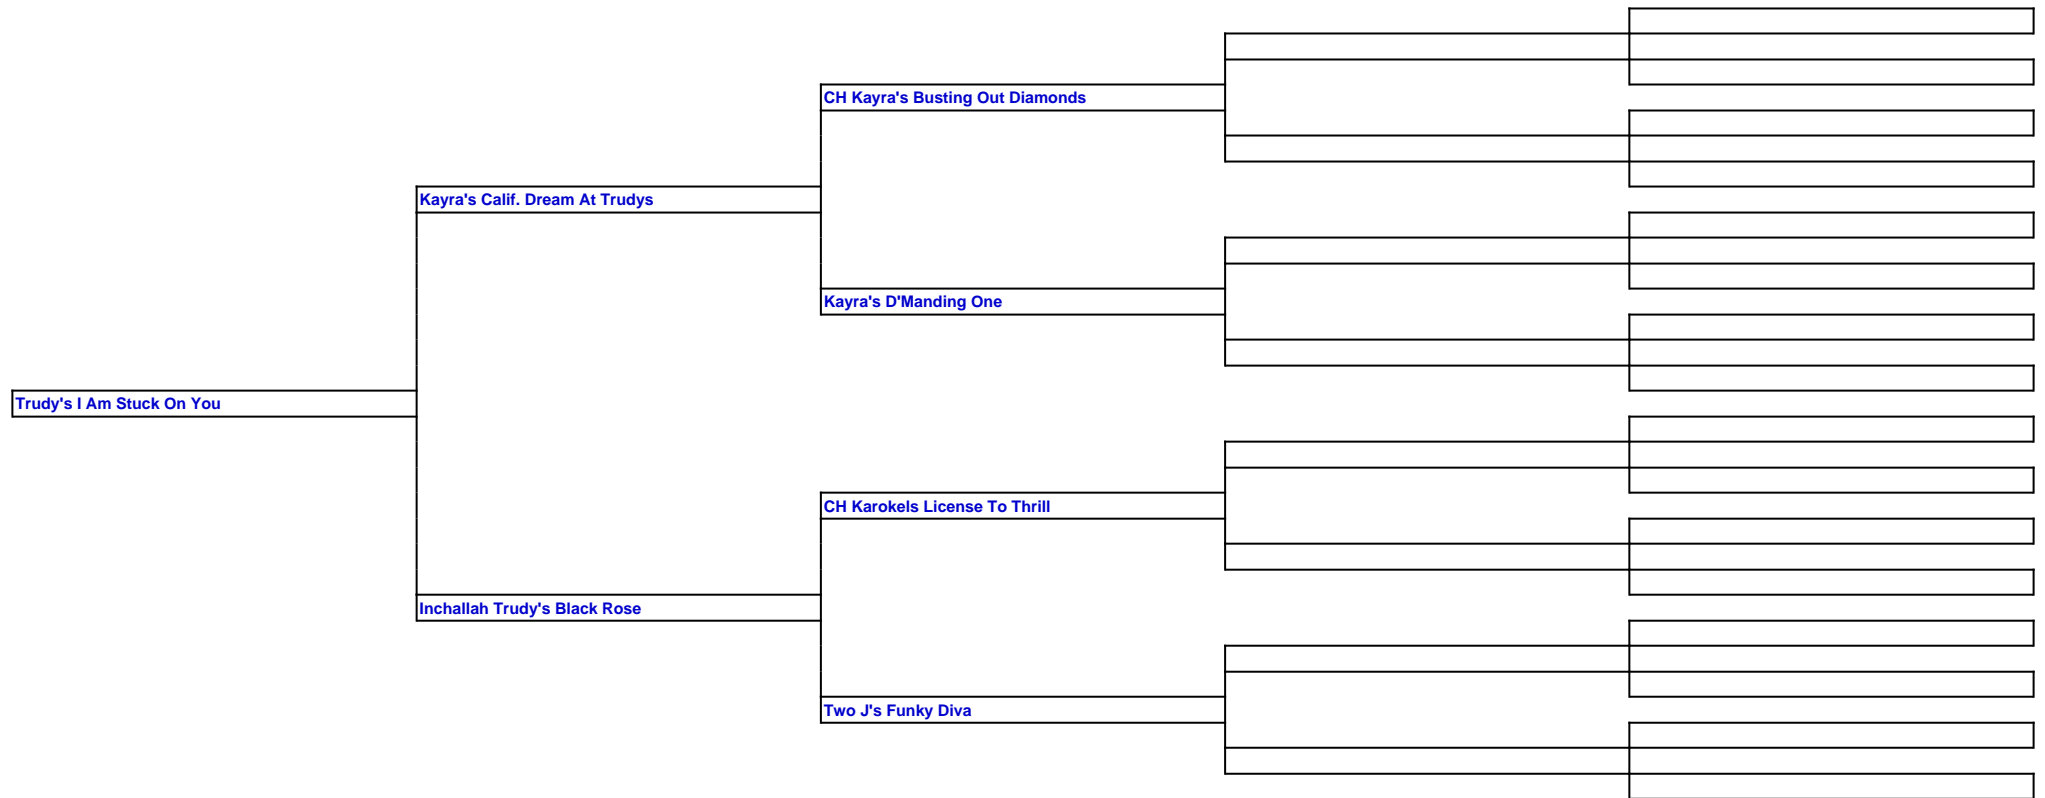 CH Kayra's Busting Out Diamonds
Kayra's Calif. Dream At Trudys
Kayra's D'Manding One
Trudy's I Am Stuck On You
CH Karokels License To Thrill
Inchallah Trudy's Black Rose
Two J's Funky Diva